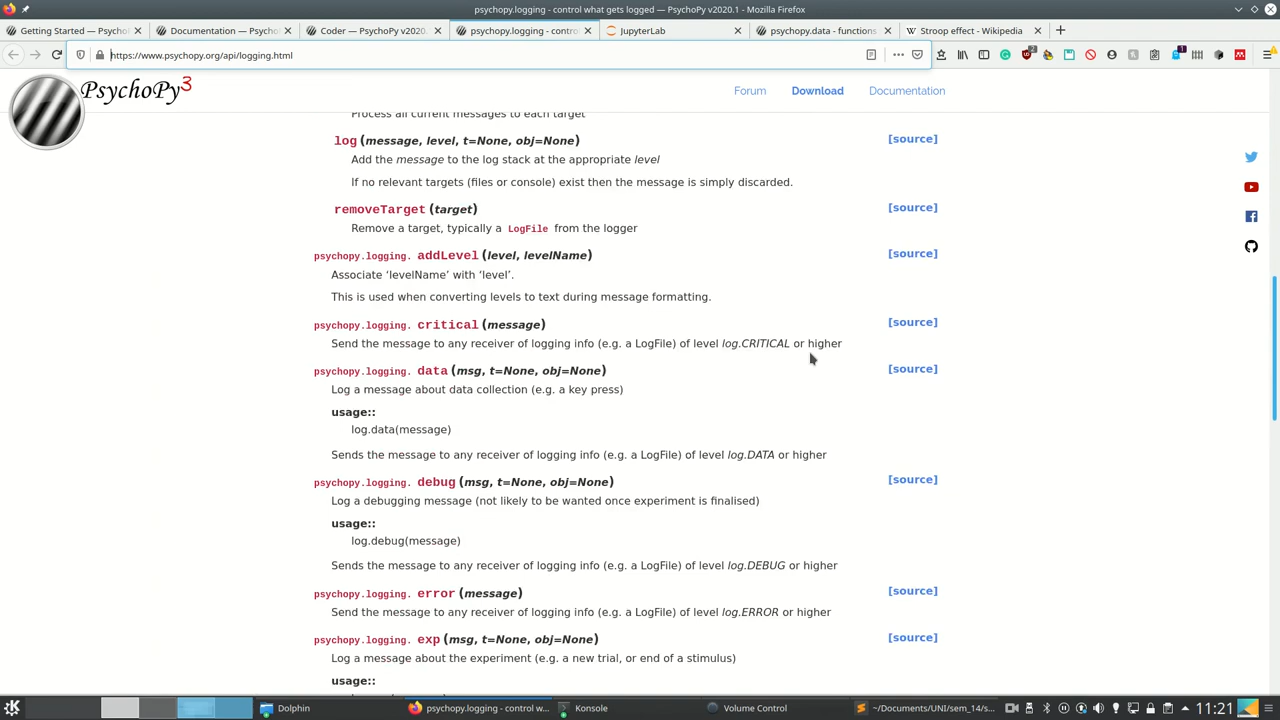 psychopy.logging - control what gets logged — PsychoPy v2020.1 - Mozilla Firefox
Getting Started — Psycho
Documentation — Psychol
Coder — PsychoPy v2020.
psychopy.logging - contro
JupyterLab
psychopy.data - functions
Stroop effect - Wikipedia
https://www.psychopy.org/api/logging.html
PsychoPy3
Forum
Download
Documentation
Process all current messages to each target
log (message, level, t=None, obj=None)
[source]
Add the message to the log stack at the appropriate level
If no relevant targets (files or console) exist then the message is simply discarded.
removeTarget (target)
[source]
Remove a target, typically a LogFile from the logger
psychopy.logging. addLevel (level, levelName)
[source]
Associate ‘levelName’ with ‘level’.
This is used when converting levels to text during message formatting.
psychopy.logging. critical (message)
[source]
Send the message to any receiver of logging info (e.g. a LogFile) of level log.CRITICAL or higher
psychopy.logging. data (msg, t=None, obj=None)
[source]
Log a message about data collection (e.g. a key press)
usage::
log.data(message)
Sends the message to any receiver of logging info (e.g. a LogFile) of level log.DATA or higher
psychopy.logging. debug (msg, t=None, obj=None)
[source]
Log a debugging message (not likely to be wanted once experiment is finalised)
usage::
log.debug(message)
Sends the message to any receiver of logging info (e.g. a LogFile) of level log.DEBUG or higher
psychopy.logging. error (message)
[source]
Send the message to any receiver of logging info (e.g. a LogFile) of level log.ERROR or higher
psychopy.logging. exp (msg, t=None, obj=None)
[source]
Log a message about the experiment (e.g. a new trial, or end of a stimulus)
usage::
Dolphin
psychopy.logging - control w...
Konsole
Volume Control
~/Documents/UNI/sem_14/s...
11:21